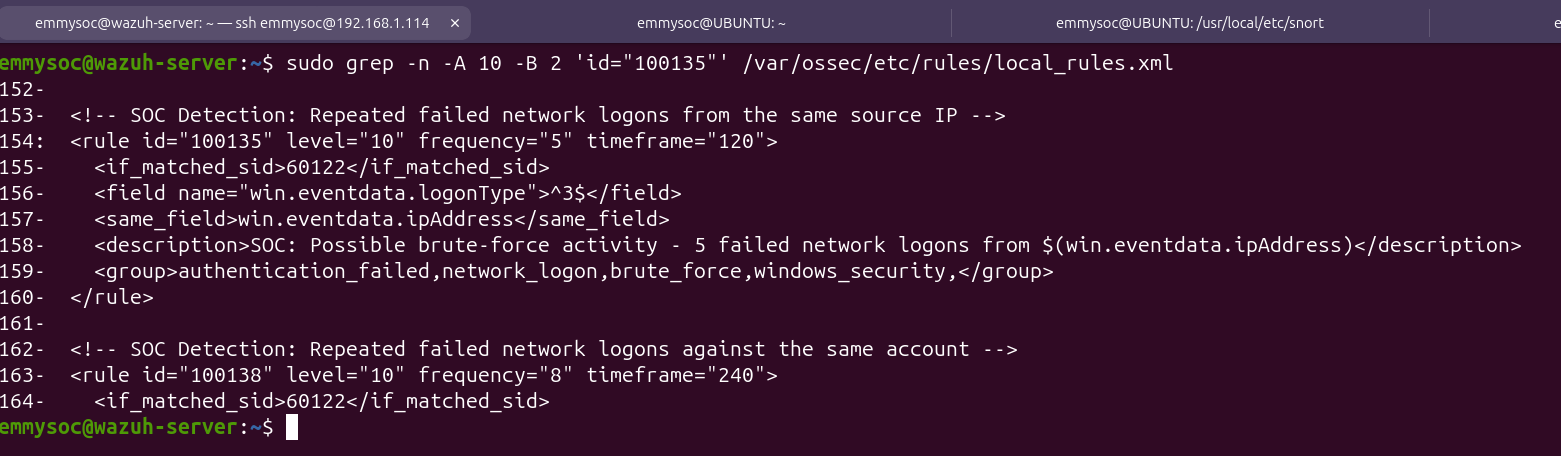 emmysoc@wazuh-server: ~ — ssh emmysoc@192.168.1.114 × emmysoc@UBUNTU: ~ emmysoc@UBUNTU: /usr/local/etc/snort e
emmysoc@wazuh-server:~$ sudo grep -n -A 10 -B 2 'id="100135"' /var/ossec/etc/rules/local_rules.xml
152-
153-  <!-- SOC Detection: Repeated failed network logons from the same source IP -->
154:  <rule id="100135" level="10" frequency="5" timeframe="120">
155-    <if_matched_sid>60122</if_matched_sid>
156-    <field name="win.eventdata.logonType">^3$</field>
157-    <same_field>win.eventdata.ipAddress</same_field>
158-    <description>SOC: Possible brute-force activity - 5 failed network logons from $(win.eventdata.ipAddress)</description>
159-    <group>authentication_failed,network_logon,brute_force,windows_security,</group>
160-  </rule>
161-
162-  <!-- SOC Detection: Repeated failed network logons against the same account -->
163-  <rule id="100138" level="10" frequency="8" timeframe="240">
164-    <if_matched_sid>60122</if_matched_sid>
emmysoc@wazuh-server:~$